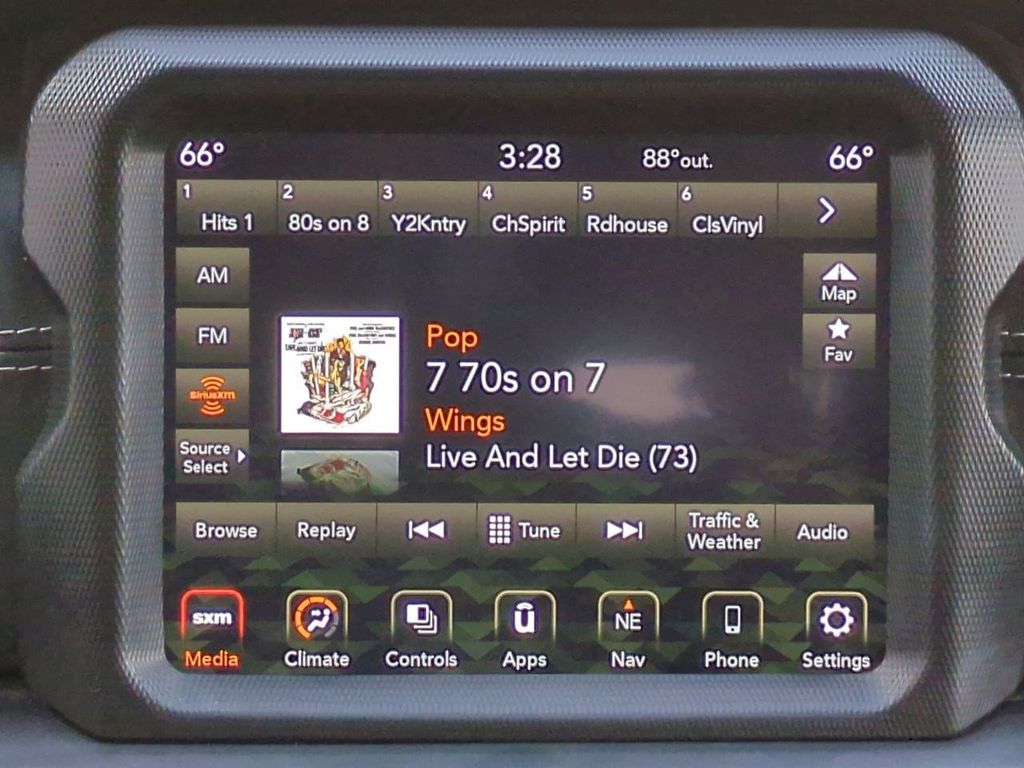 66° 3:28 88°out. 66°
1 2 3 4 5 6
Hits 1 80s on 8 Y2Kntry ChSpirit Rdhouse ClsVinyl
AM
Map
FM
Fav
Pop
7 70s on 7
siriusxm
Wings
Source
Select
Live And Let Die (73)
Browse Replay Tune Traffic & Weather Audio
sxm NE
Media Climate Controls Apps Nav Phone Settings